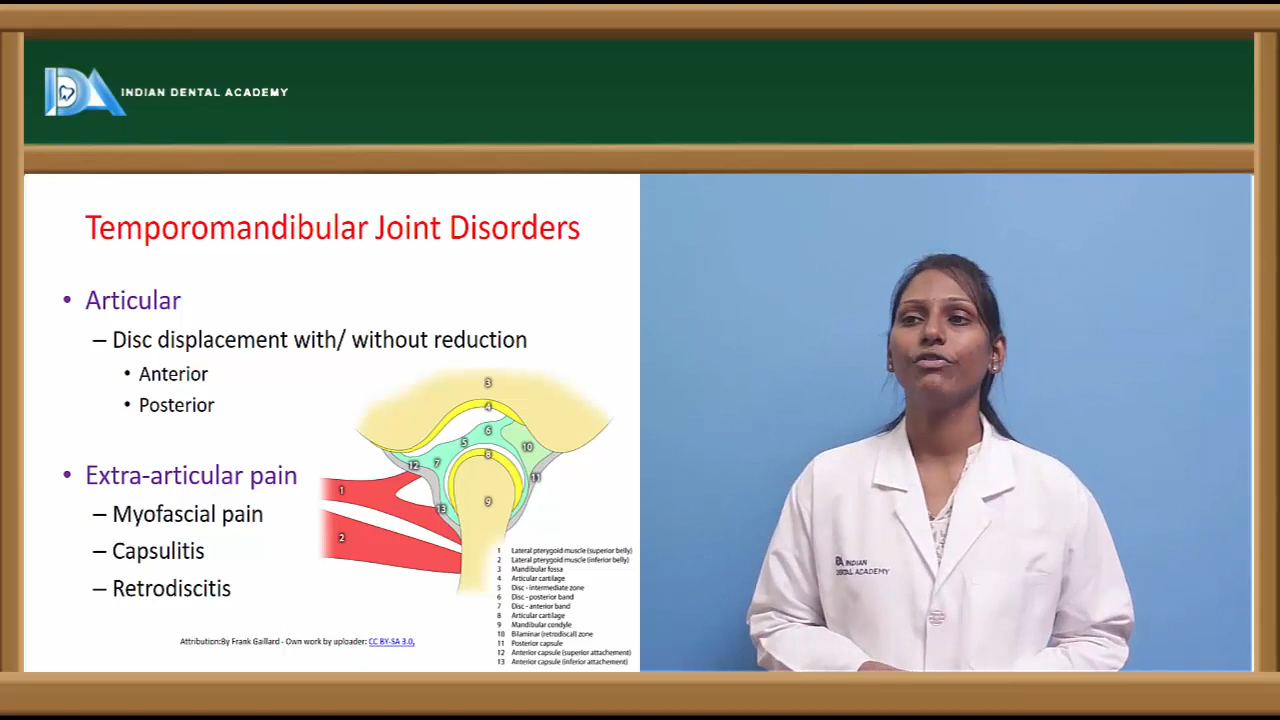 INDIAN DENTAL ACADEMY
Temporomandibular Joint Disorders
• Articular
– Disc displacement with/ without reduction
• Anterior
• Posterior
• Extra-articular pain
– Myofascial pain
– Capsulitis
– Retrodiscitis
3
4
6
5
10
7
12
8
11
1
9
13
2
1 Lateral pterygoid muscle (superior belly)
2 Lateral pterygoid muscle (inferior belly)
3 Mandibular fossa
4 Articular cartilage
5 Disc - intermediate zone
6 Disc - posterior band
7 Disc - anterior band
8 Articular cartilage
9 Mandibular condyle
10 Bilaminar (retrodiscal) zone
11 Posterior capsule
12 Anterior capsule (superior attachement)
13 Anterior capsule (inferior attachement)
Attribution:By Frank Gaillard - Own work by uploader: CC BY-SA 3.0,
IDA INDIAN
DENTAL ACADEMY